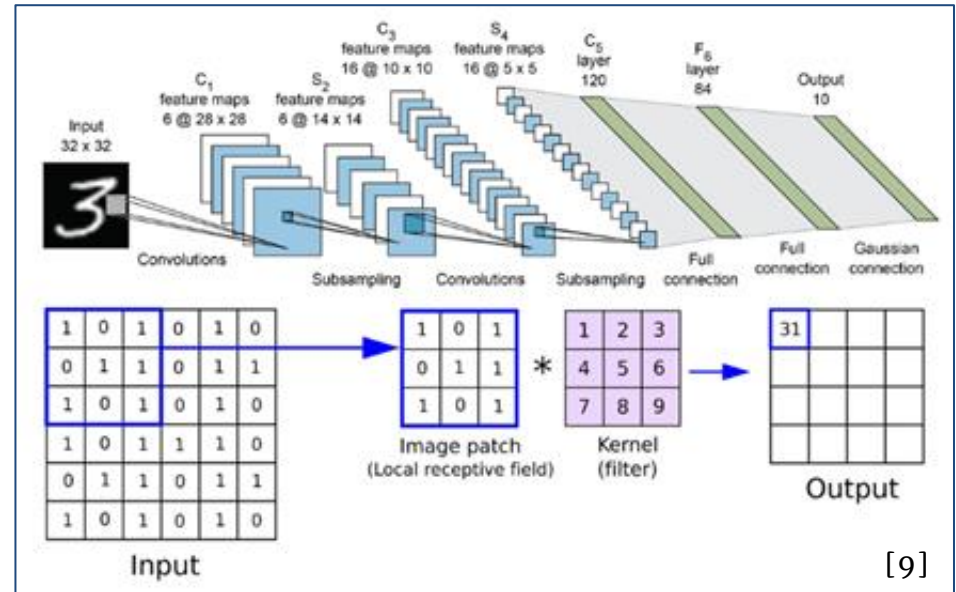 Input
32 x 32
C1
feature maps
6 @ 28 x 28
S2
feature maps
6 @ 14 x 14
C3
feature maps
16 @ 10 x 10
S4
feature maps
16 @ 5 x 5
C5
layer
120
F6
layer
84
Output
10
3
Convolutions
Subsampling
Convolutions
Subsampling
Full
connection
Full
connection
Gaussian
connection
1 0 1 0 1 0
0 1 1 0 1 1
1 0 1 0 1 0
1 0 1 1 1 0
0 1 1 0 1 1
1 0 1 0 1 0
Input
1 0 1
0 1 1
1 0 1
Image patch
(Local receptive field)
*
1 2 3
4 5 6
7 8 9
Kernel
(filter)
31
Output
[9]